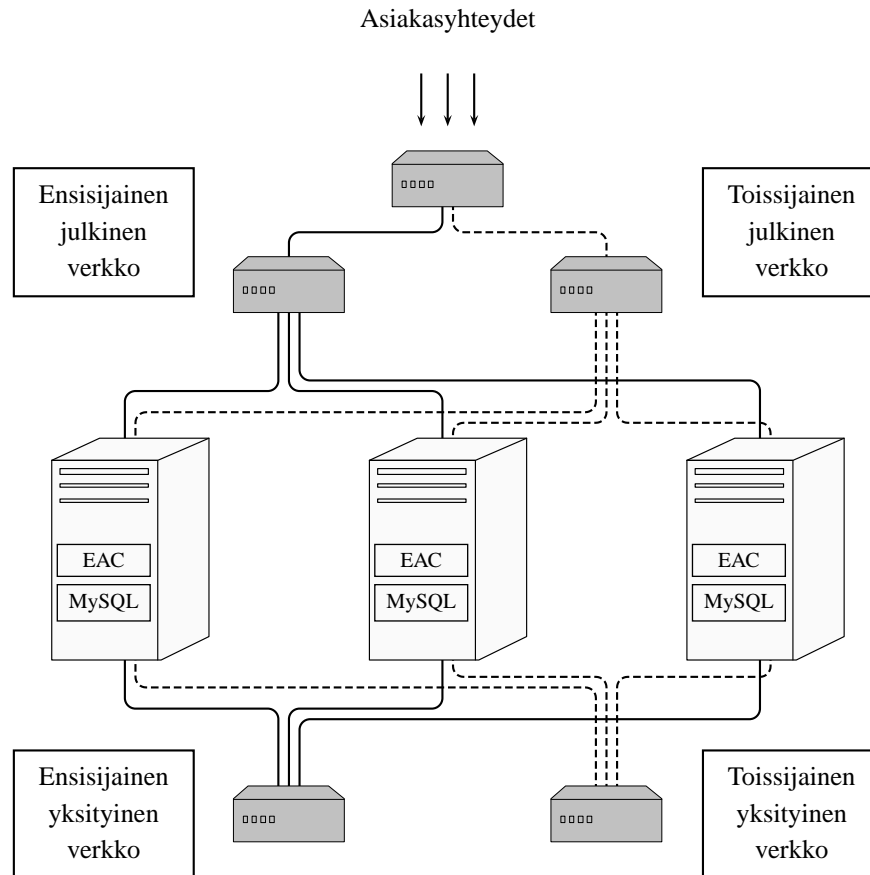 Asiakasyhteydet
Ensisijainen
julkinen
verkko
Toissijainen
julkinen
verkko
EAC
MySQL
EAC
MySQL
EAC
MySQL
Ensisijainen
yksityinen
verkko
Toissijainen
yksityinen
verkko